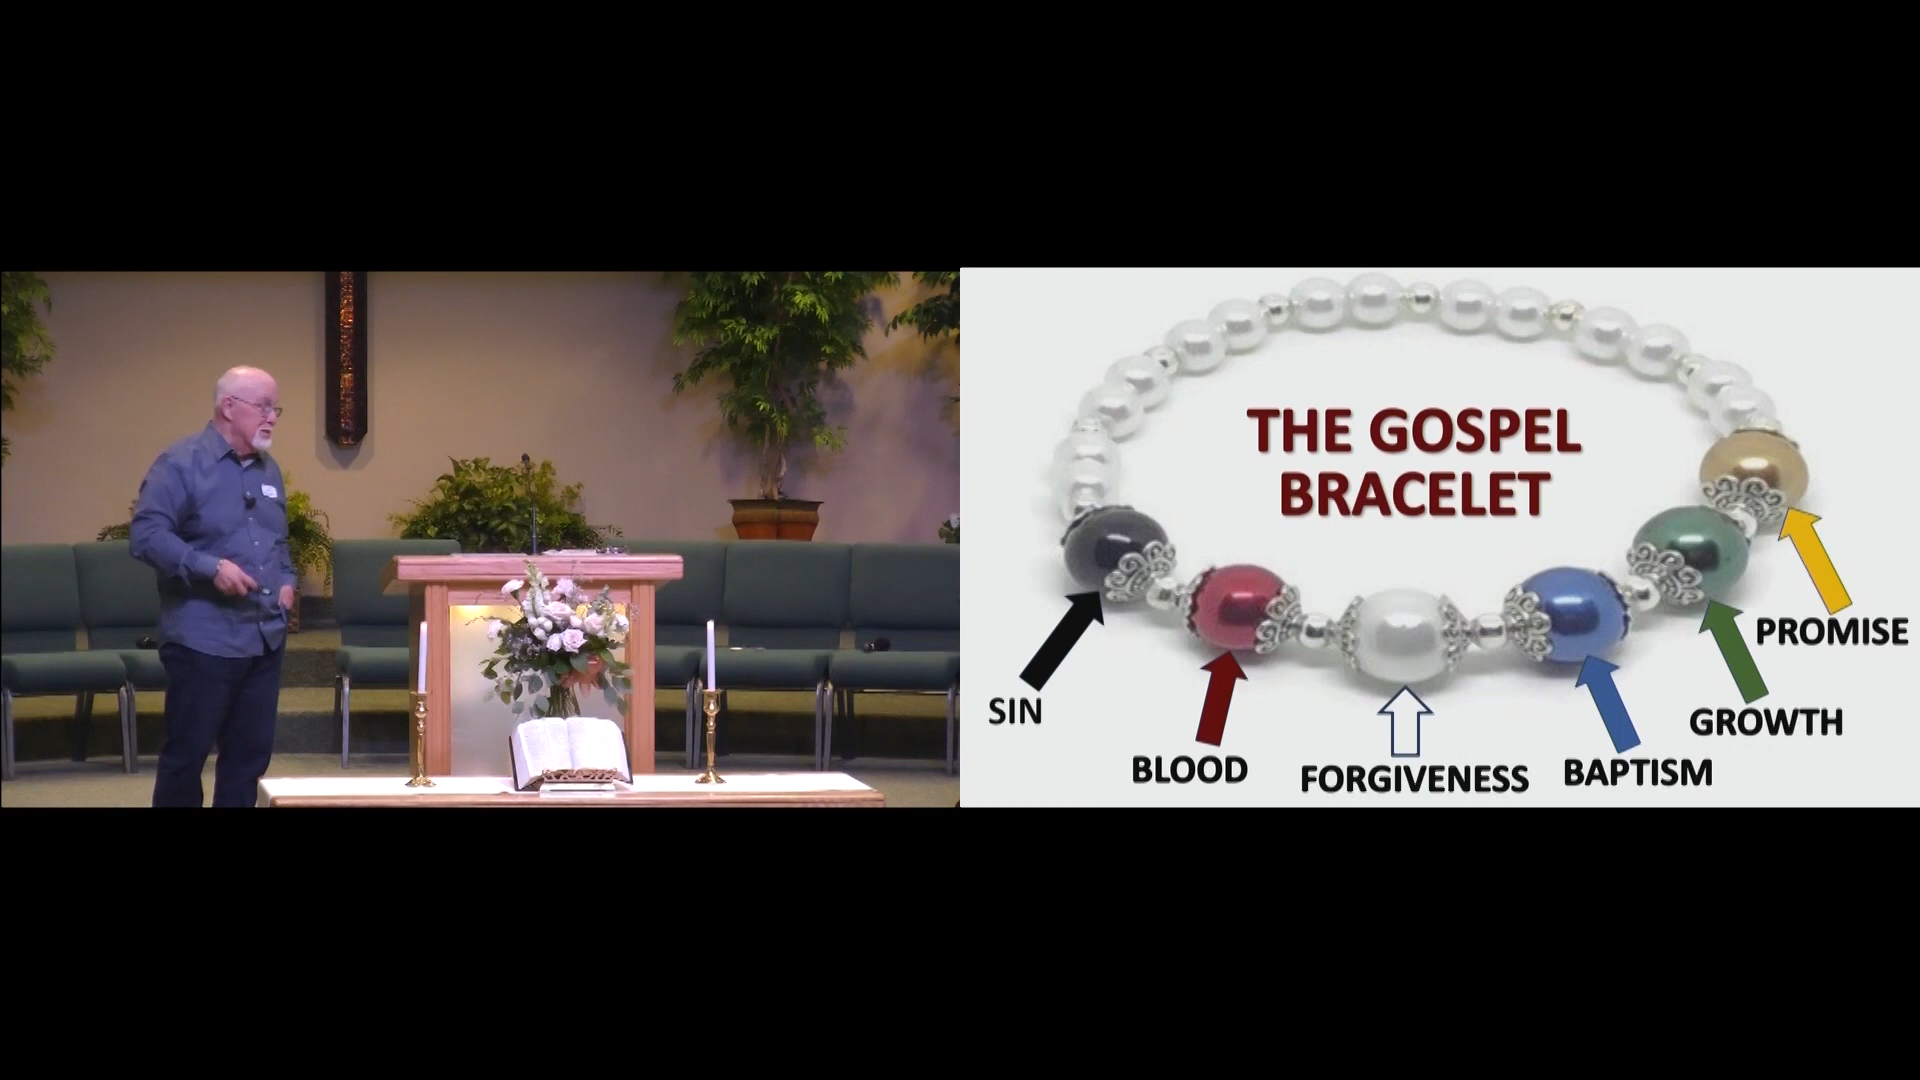 THE GOSPEL
BRACELET
SIN
BLOOD
FORGIVENESS
BAPTISM
GROWTH
PROMISE